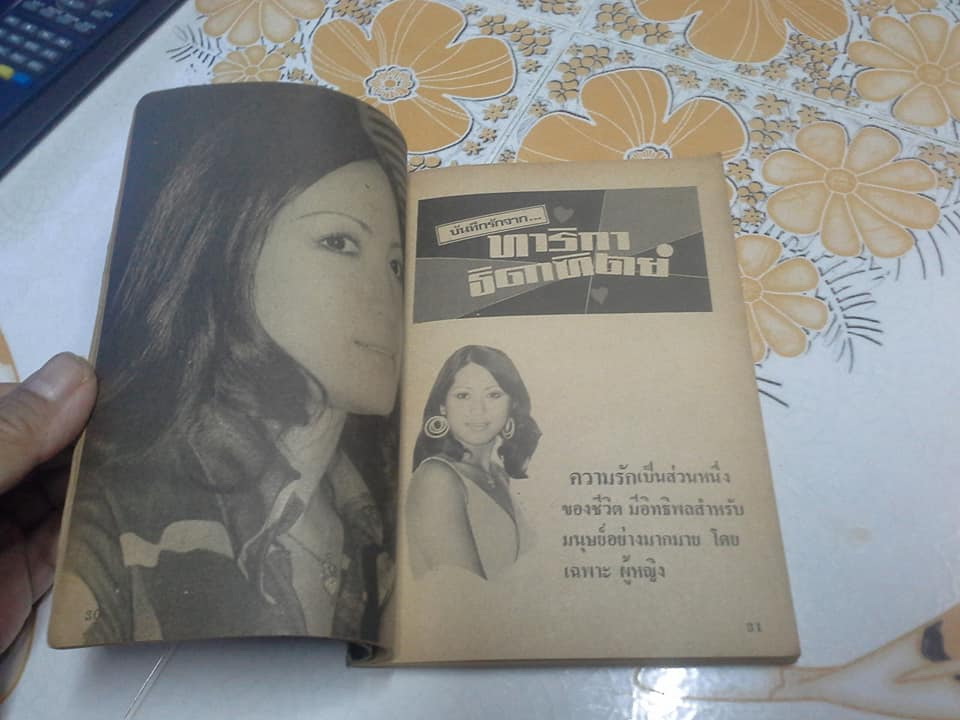 30
บันทึกรักจาก...
ทาริกา
ธิดาทิตย์
ความรักเป็นส่วนหนึ่ง
ของชีวิต มีอิทธิพลสำหรับ
มนุษย์อย่างมากมาย โดย
เฉพาะ ผู้หญิง
31